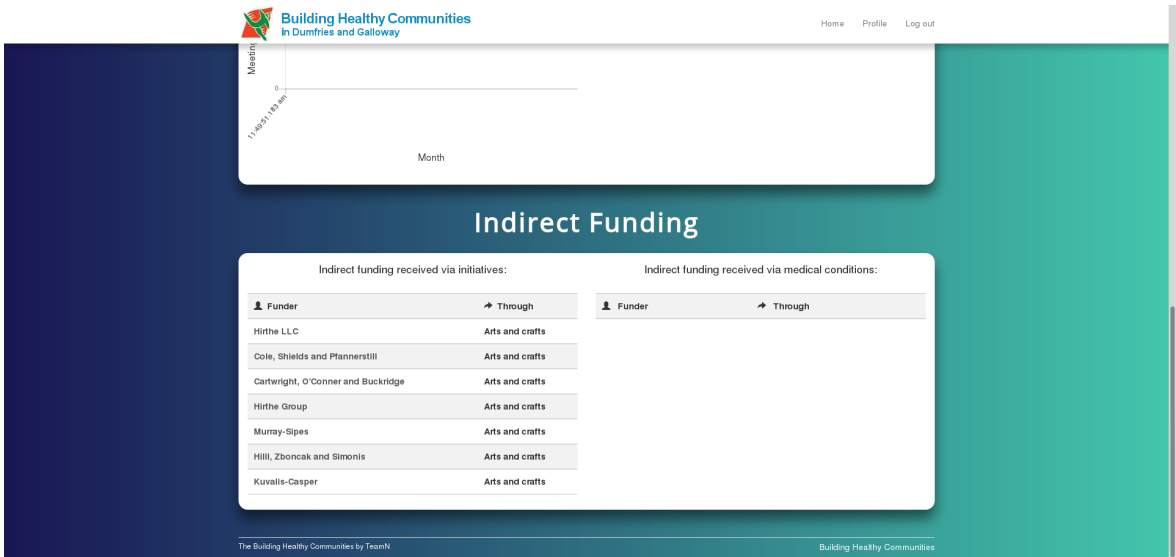 Building Healthy Communities
in Dumfries and Galloway
Home Profile Log out
Meeting
0
11:49:51.183 am
Month
Indirect Funding
Indirect funding received via initiatives:
Funder Through
Hirthe LLC Arts and crafts
Cole, Shields and Pfannerstill Arts and crafts
Cartwright, O'Conner and Buckridge Arts and crafts
Hirthe Group Arts and crafts
Murray-Sipes Arts and crafts
Hilll, Zboncak and Simonis Arts and crafts
Kuvalis-Casper Arts and crafts
Indirect funding received via medical conditions:
Funder Through
The Building Healthy Communities by TeamN
Building Healthy Communities